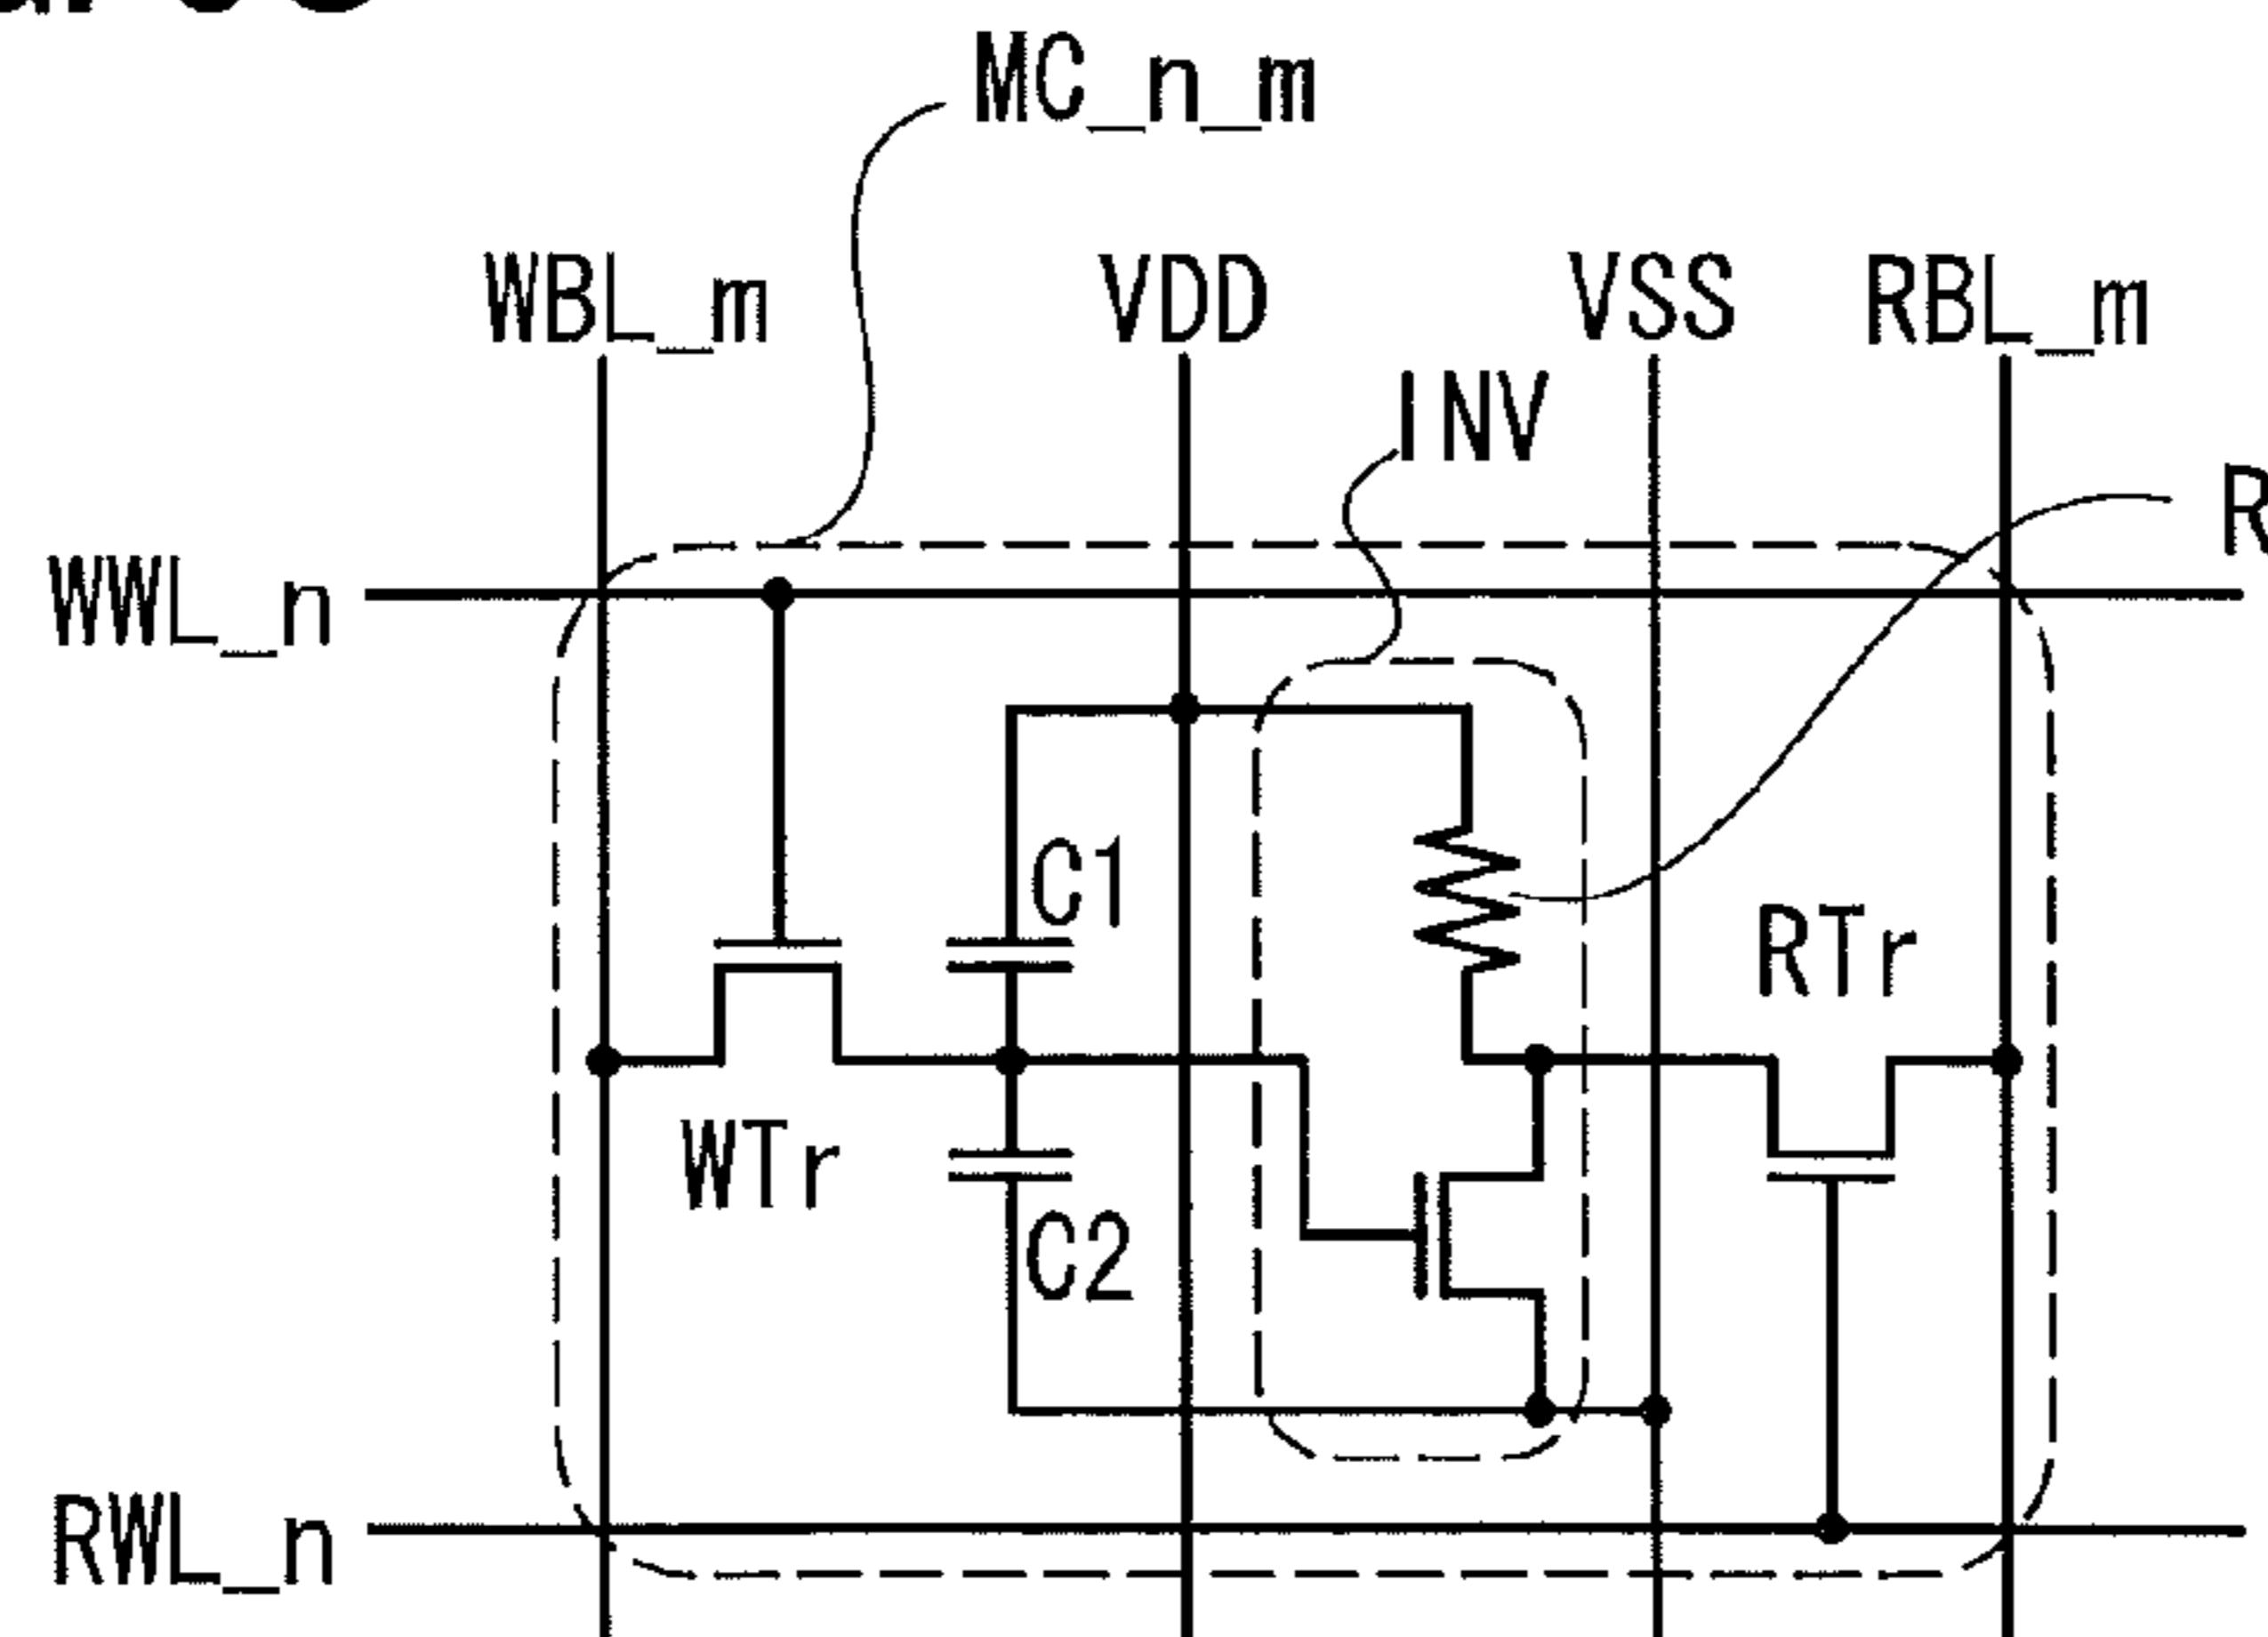 MC_n_m
WBL_m VDD VSS RBL_m
INV
R
WWL_n
C1
RTr
WTr
C2
RWL_n